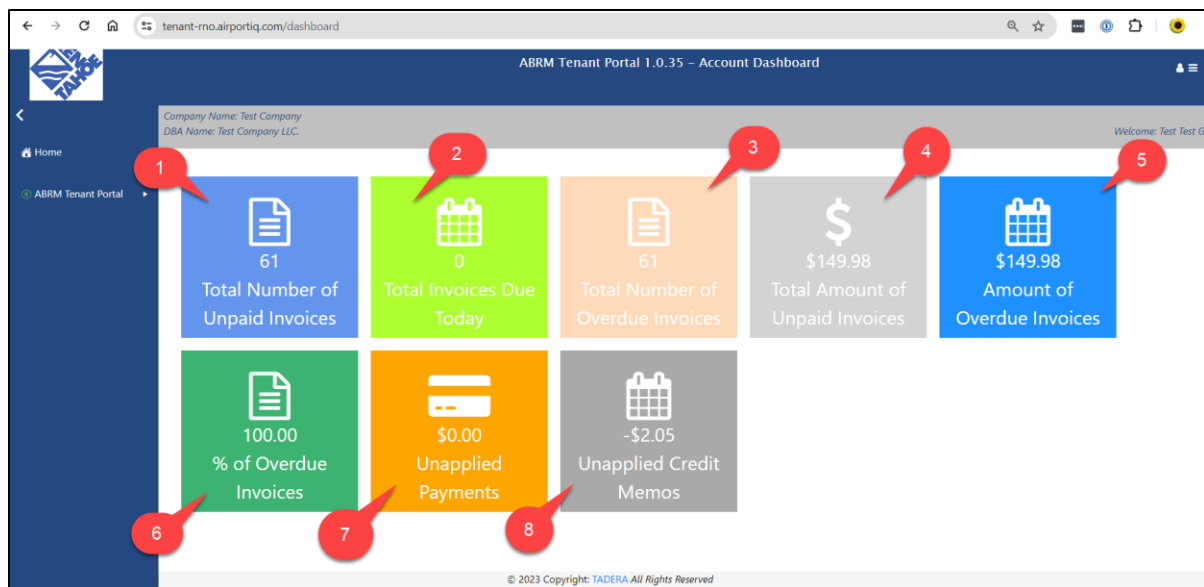 tenant-rno.airportiq.com/dashboard
TAHOE
ABRM Tenant Portal 1.0.35 – Account Dashboard
Company Name: Test Company
DBA Name: Test Company LLC.
Welcome: Test Test G
Home
ABRM Tenant Portal
1
2
3
4
5
61
Total Number of
Unpaid Invoices
0
Total Invoices Due
Today
61
Total Number of
Overdue Invoices
$149.98
Total Amount of
Unpaid Invoices
$149.98
Amount of
Overdue Invoices
100.00
% of Overdue
Invoices
$0.00
Unapplied
Payments
-$2.05
Unapplied Credit
Memos
6
7
8
© 2023 Copyright: TADERA All Rights Reserved